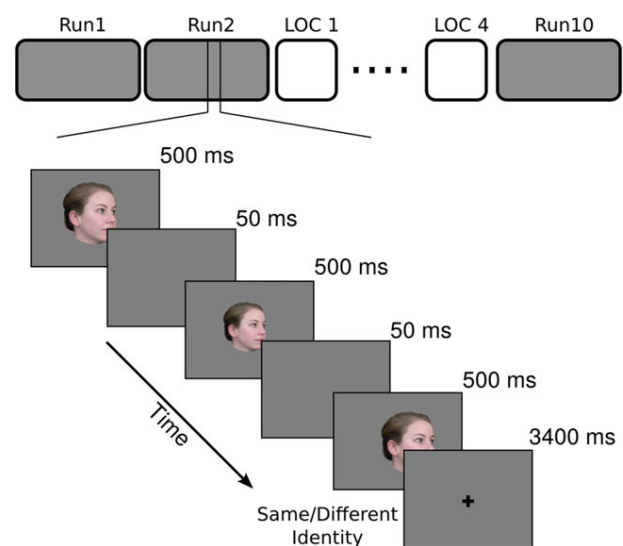 Run1 Run2 LOC 1 LOC 4 Run10
500 ms
50 ms
500 ms
50 ms
500 ms
3400 ms
Time
Same/Different
Identity